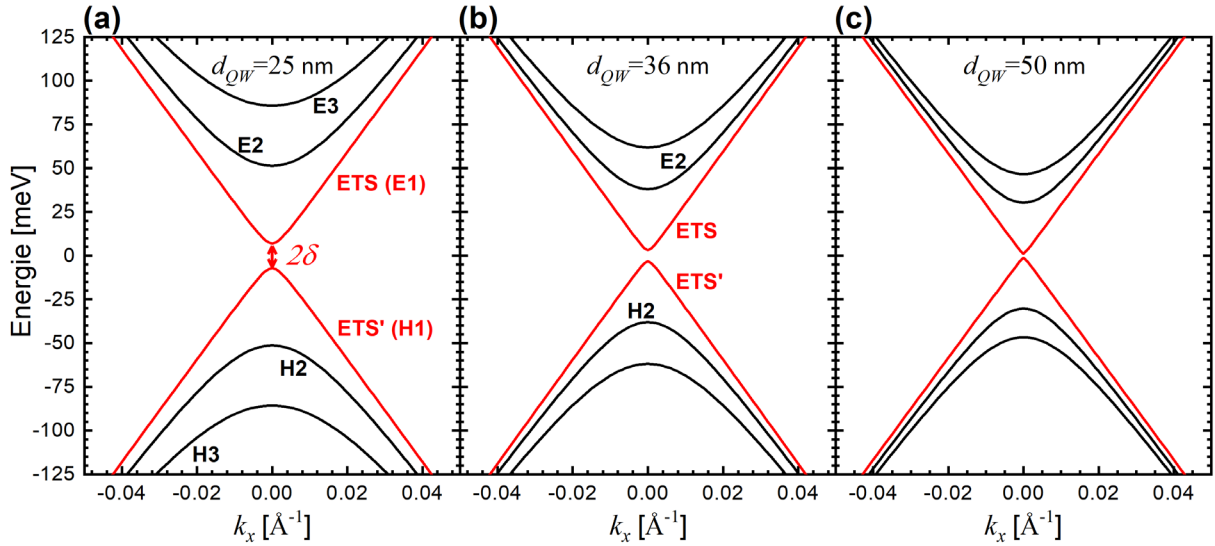 (a)
(b)
(c)
d_QW=25 nm
d_QW=36 nm
d_QW=50 nm
125
100
75
50
25
0
-25
-50
-75
-100
-125
Energie [meV]
E3
E2
ETS (E1)
2δ
ETS' (H1)
H2
H3
E2
ETS
ETS'
H2
-0.04 -0.02 0.00 0.02 0.04
-0.04 -0.02 0.00 0.02 0.04
-0.04 -0.02 0.00 0.02 0.04
k_x [Å⁻¹]
k_x [Å⁻¹]
k_x [Å⁻¹]